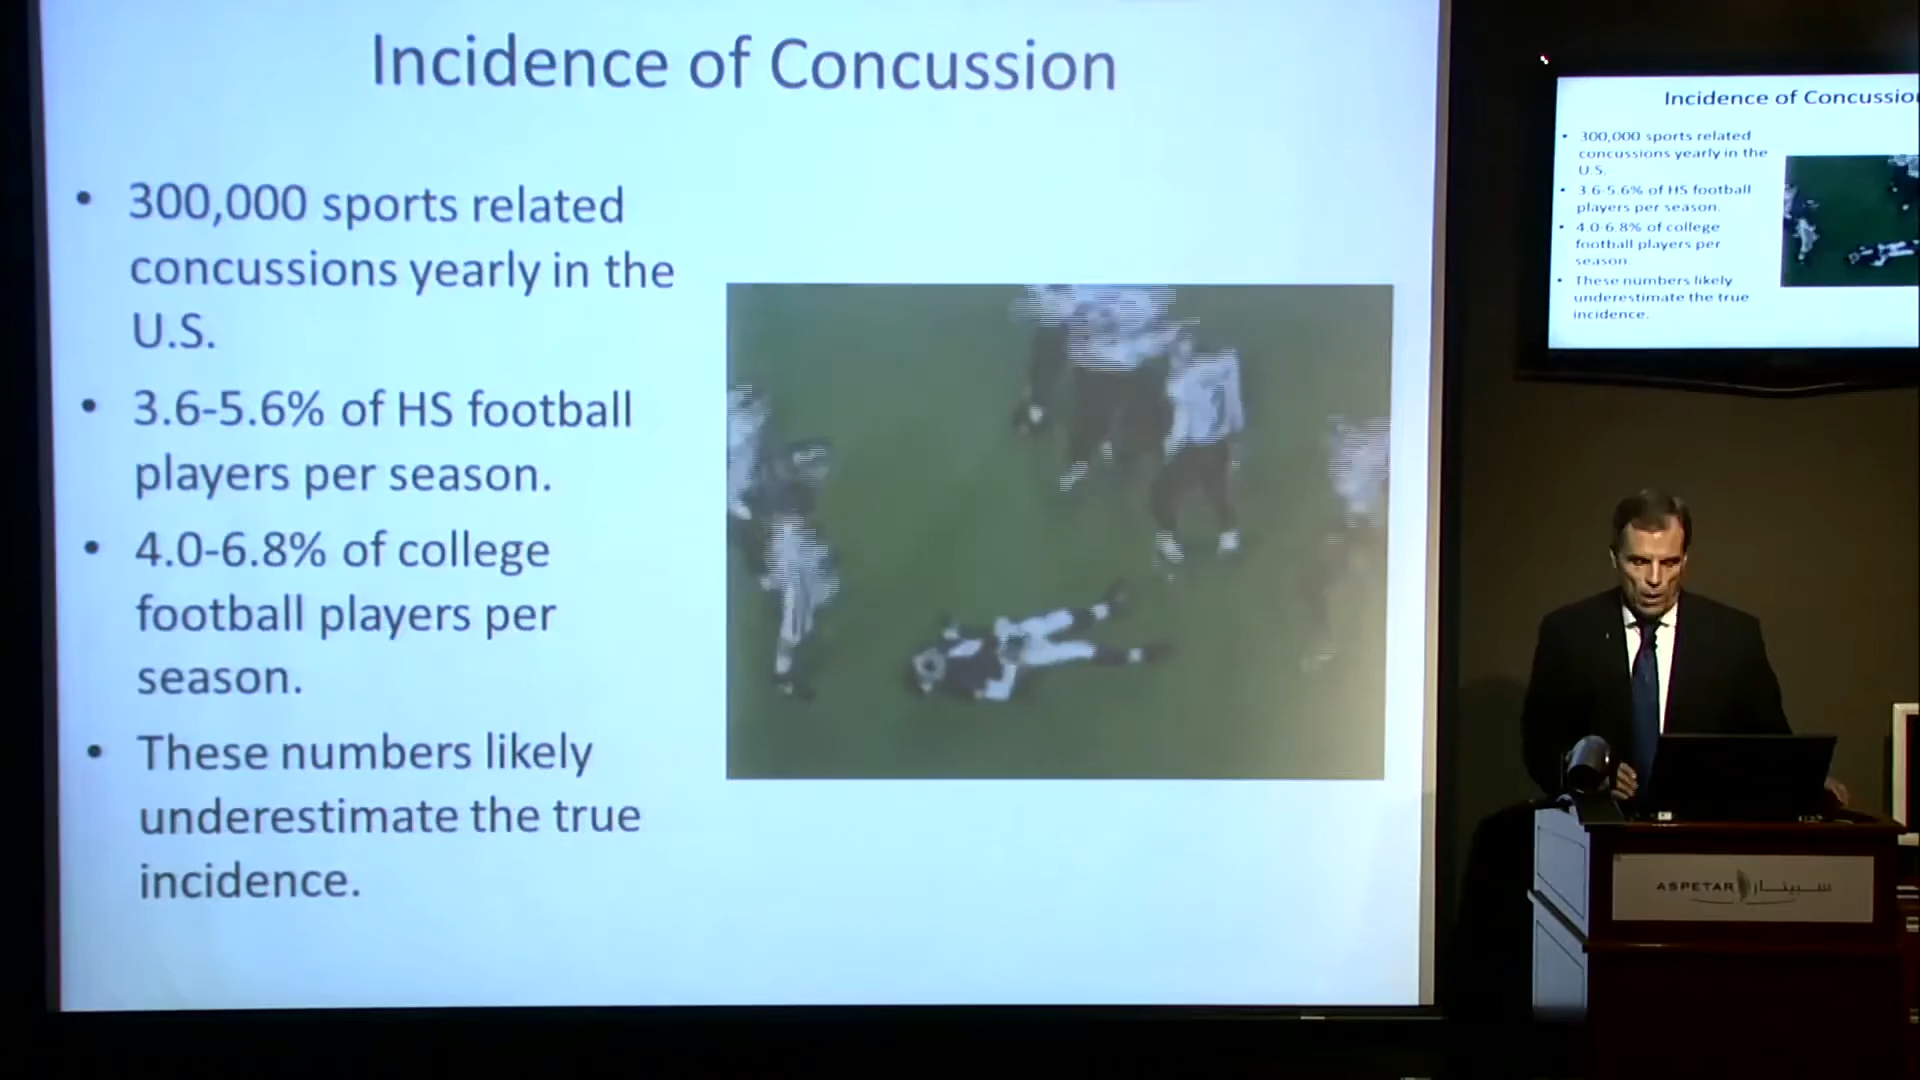 Incidence of Concussion
• 300,000 sports related
concussions yearly in the
U.S.
• 3.6-5.6% of HS football
players per season.
• 4.0-6.8% of college
football players per
season.
• These numbers likely
underestimate the true
incidence.
Incidence of Concussion
• 300,000 sports related
concussions yearly in the
U.S.
• 3.6-5.6% of HS football
players per season.
• 4.0-6.8% of college
football players per
season.
• These numbers likely
underestimate the true
incidence.
ASPETAR سبيتار